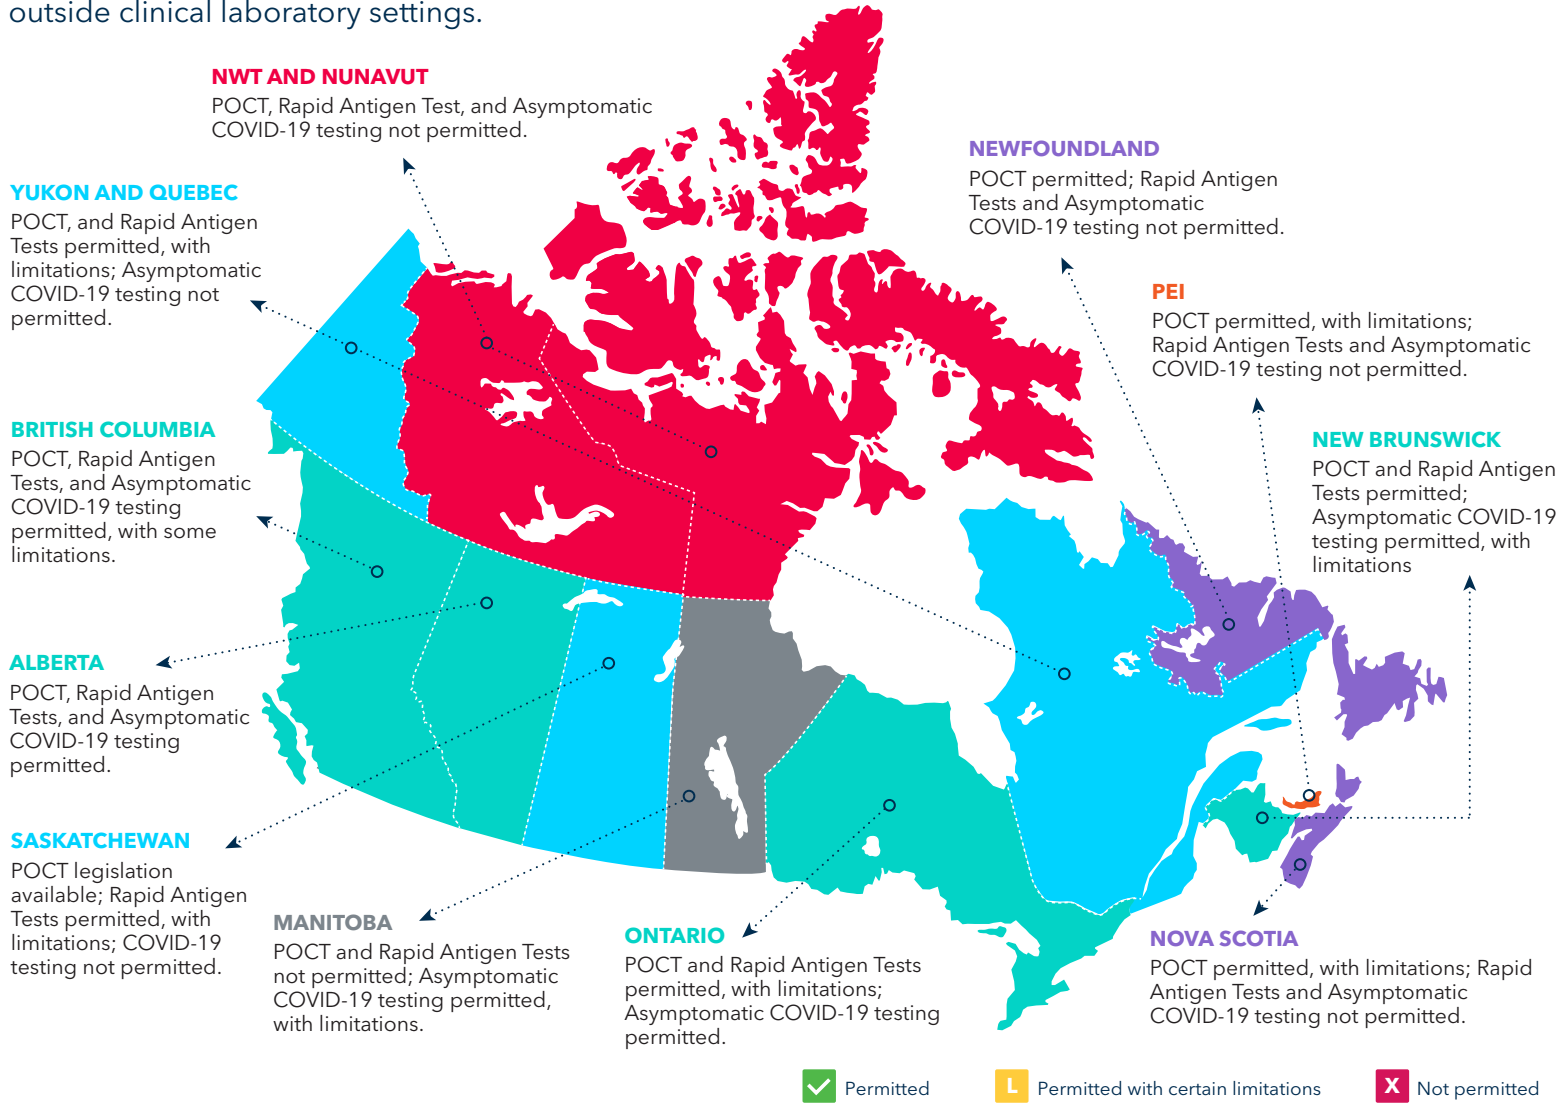 outside clinical laboratory settings.
NWT AND NUNAVUT
POCT, Rapid Antigen Test, and Asymptomatic
COVID-19 testing not permitted.
NEWFOUNDLAND
POCT permitted; Rapid Antigen
Tests and Asymptomatic
COVID-19 testing not permitted.
YUKON AND QUEBEC
POCT, and Rapid Antigen
Tests permitted, with
limitations; Asymptomatic
COVID-19 testing not
permitted.
PEI
POCT permitted, with limitations;
Rapid Antigen Tests and Asymptomatic
COVID-19 testing not permitted.
BRITISH COLUMBIA
POCT, Rapid Antigen
Tests, and Asymptomatic
COVID-19 testing
permitted, with some
limitations.
NEW BRUNSWICK
POCT and Rapid Antigen
Tests permitted;
Asymptomatic COVID-19
testing permitted, with
limitations
ALBERTA
POCT, Rapid Antigen
Tests, and Asymptomatic
COVID-19 testing
permitted.
SASKATCHEWAN
POCT legislation
available; Rapid Antigen
Tests permitted, with
limitations; COVID-19
testing not permitted.
MANITOBA
POCT and Rapid Antigen Tests
not permitted; Asymptomatic
COVID-19 testing permitted,
with limitations.
ONTARIO
POCT and Rapid Antigen Tests
permitted, with limitations;
Asymptomatic COVID-19 testing
permitted.
NOVA SCOTIA
POCT permitted, with limitations; Rapid
Antigen Tests and Asymptomatic
COVID-19 testing not permitted.
Permitted
L Permitted with certain limitations
X Not permitted